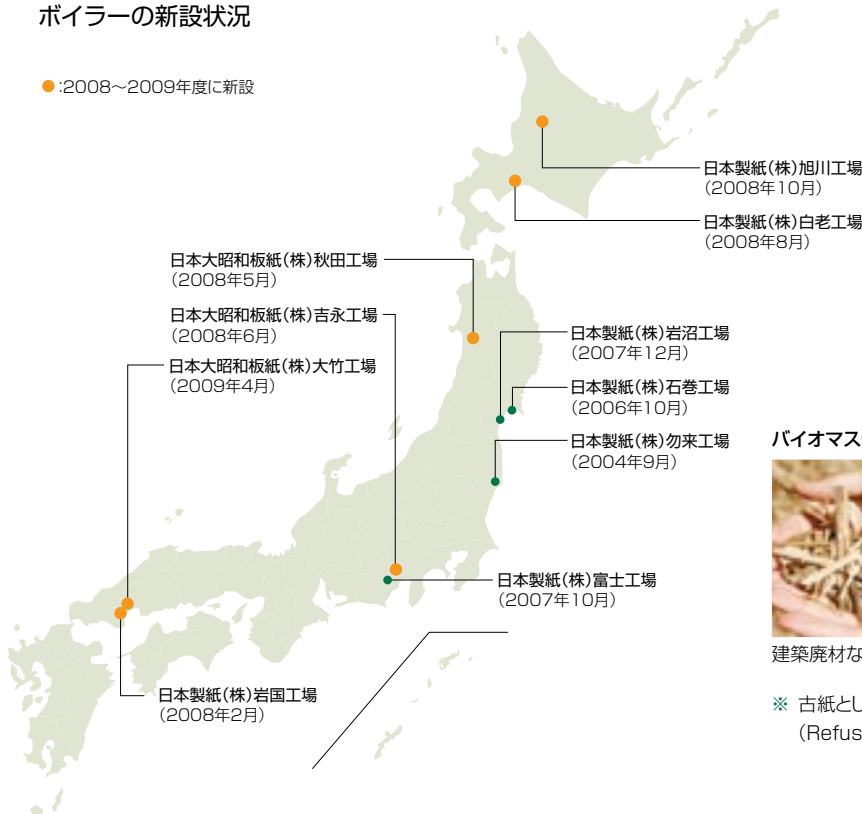 ボイラーの新設状況
●:2008〜2009年度に新設
日本製紙(株)旭川工場
(2008年10月)
日本製紙(株)白老工場
(2008年8月)
日本大昭和板紙(株)秋田工場
(2008年5月)
日本大昭和板紙(株)吉永工場
(2008年6月)
日本大昭和板紙(株)大竹工場
(2009年4月)
日本製紙(株)岩沼工場
(2007年12月)
日本製紙(株)石巻工場
(2006年10月)
日本製紙(株)勿来工場
(2004年9月)
日本製紙(株)富士工場
(2007年10月)
日本製紙(株)岩国工場
(2008年2月)
バイオマス
建築廃材な
※ 古紙とし
(Refus